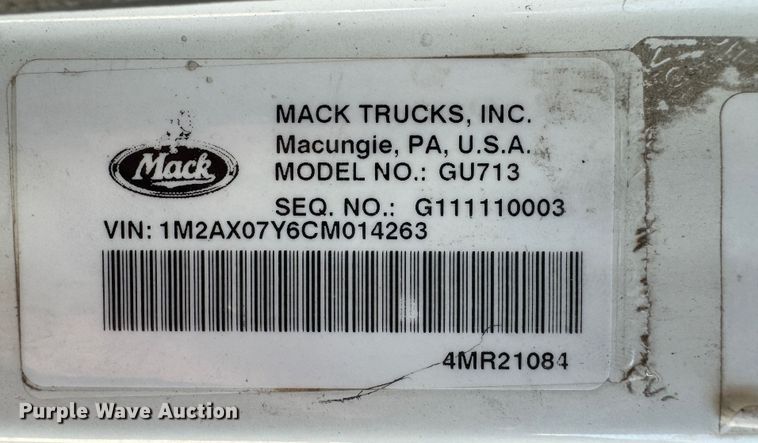 MACK TRUCKS, INC.
Mack
Macungie, PA, U.S.A.
MODEL NO.: GU713
SEQ. NO.: G111110003
VIN: 1M2AX07Y6CM014263
4MR21084
Purple Wave Auction